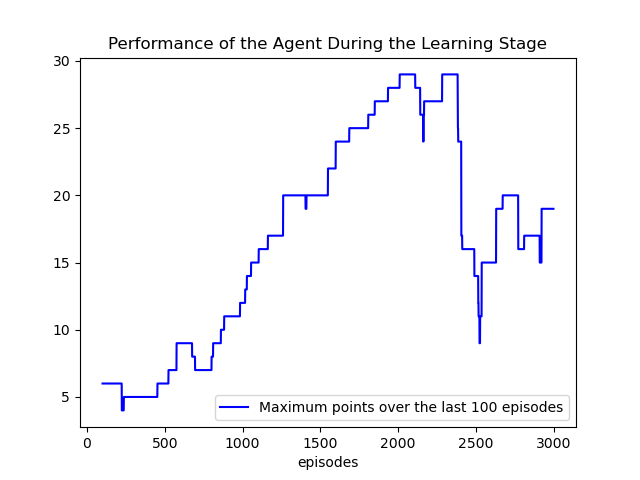 Performance of the Agent During the Learning Stage
30
25
20
15
10
5
Maximum points over the last 100 episodes
0 500 1000 1500 2000 2500 3000
episodes